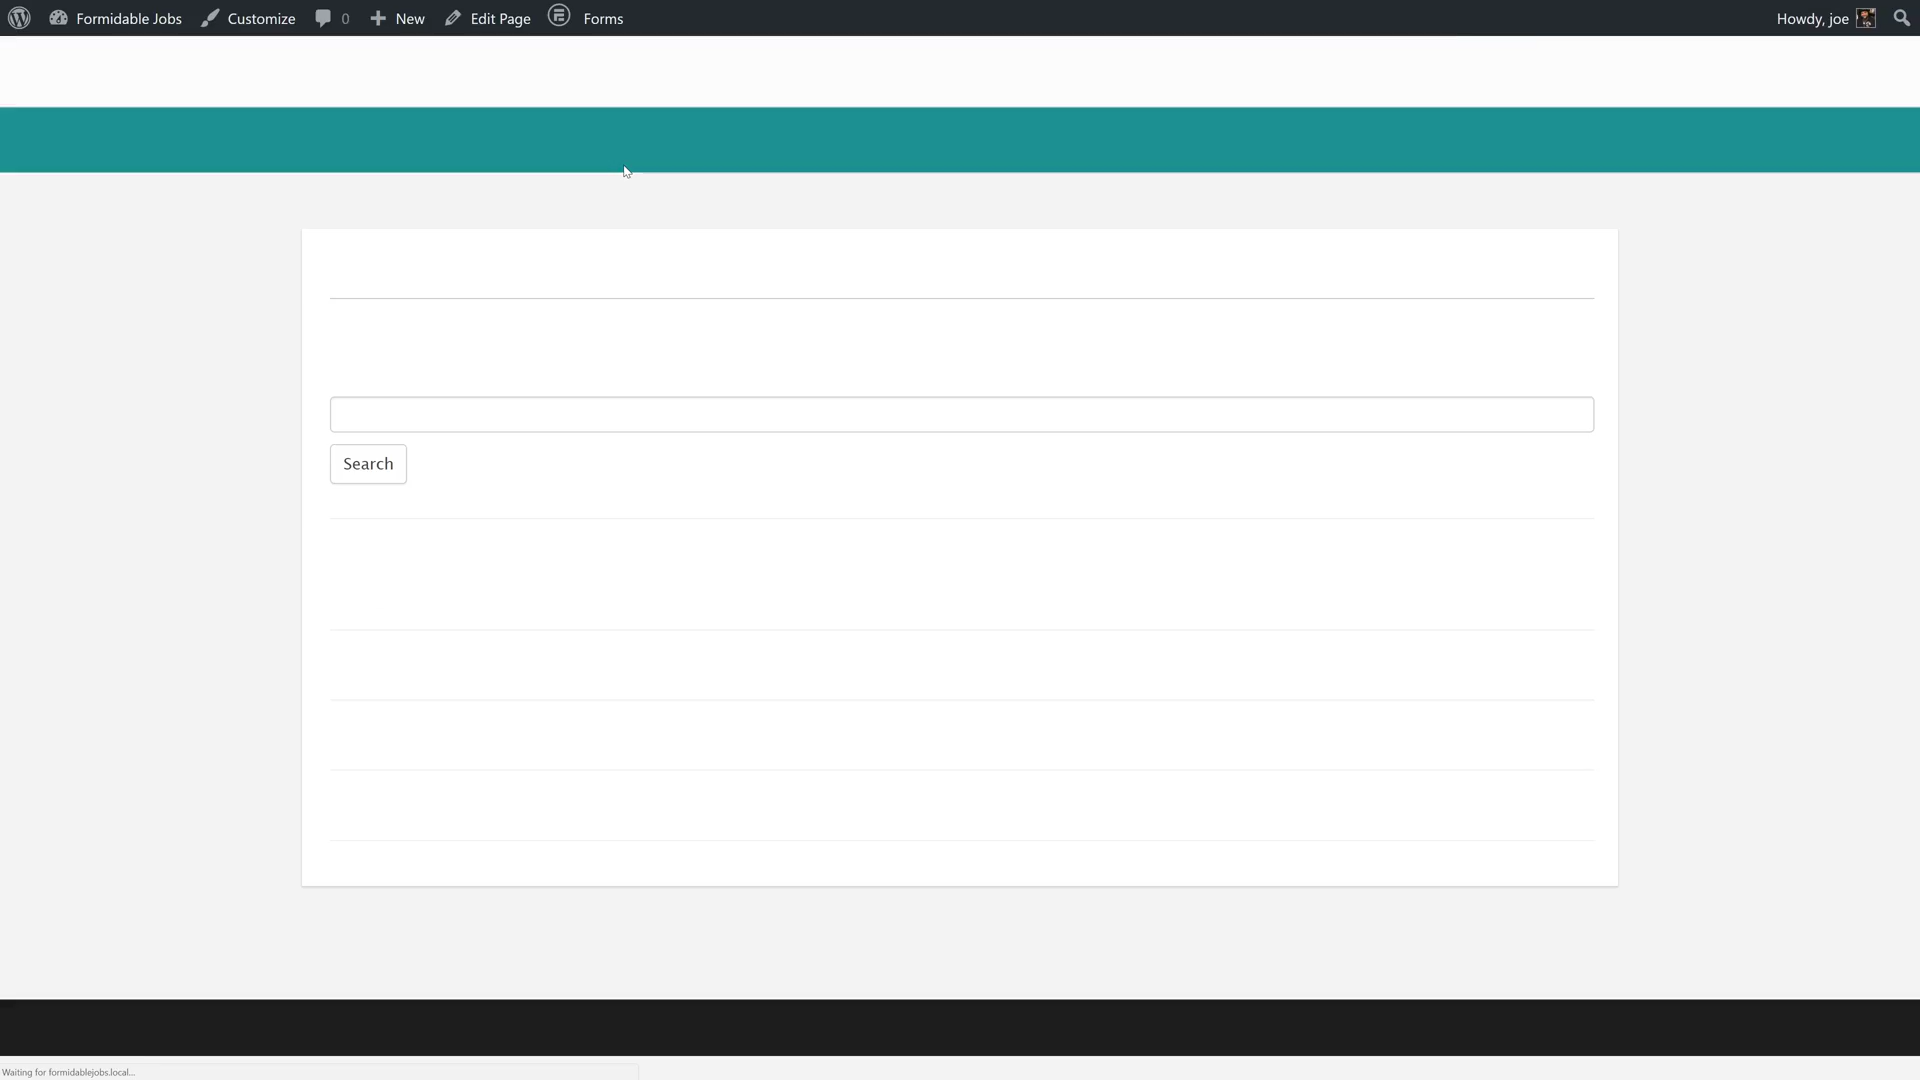 Formidable Jobs Customize 0 New Edit Page Forms Howdy, joe
Search
Waiting for formidablejobs.local...